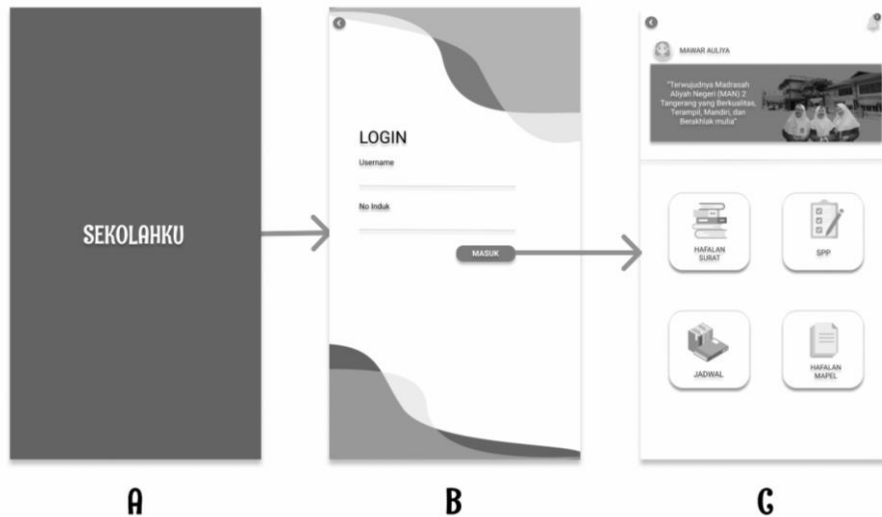 SEKOLAHKU
LOGIN
Username
No Induk
MASUK
MAWAR AULIYA
"Terwujudnya Madrasah
Aliyah Negeri (MAN) 2
Tangerang yang Berkualitas,
Terampil, Mandiri, dan
Berakhlak mulia"
HAFALAN
SURAT
SPP
JADWAL
HAFALAN
MAPEL
A
B
C